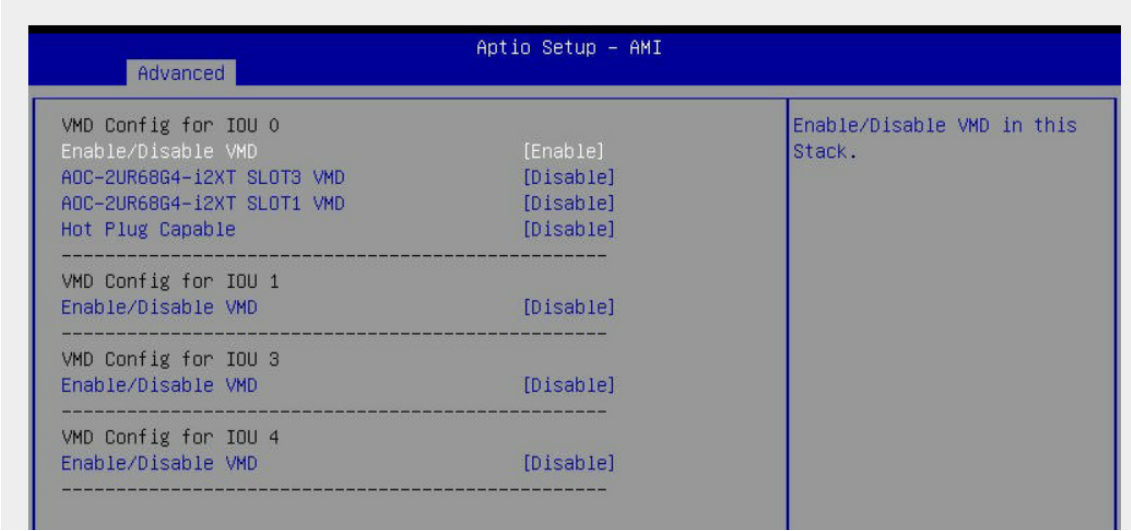 Aptio Setup - AMI
Advanced
VMD Config for IOU 0
Enable/Disable VMD [Enable]
AOC-2UR68G4-i2XT SLOT3 VMD [Disable]
AOC-2UR68G4-i2XT SLOT1 VMD [Disable]
Hot Plug Capable [Disable]
--------------------------------------------------
VMD Config for IOU 1
Enable/Disable VMD [Disable]
--------------------------------------------------
VMD Config for IOU 3
Enable/Disable VMD [Disable]
--------------------------------------------------
VMD Config for IOU 4
Enable/Disable VMD [Disable]
--------------------------------------------------
Enable/Disable VMD in this
Stack.